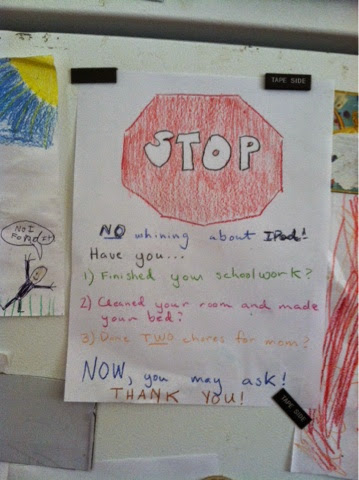 TAPE SIDE
STOP
NO whining about IPad!
Have you...
1) Finished your schoolwork?
2) Cleaned your room and made
your bed?
3) Done TWO chores for mom?
NOW, you may ask!
THANK YOU!
TAPE SIDE
NO I